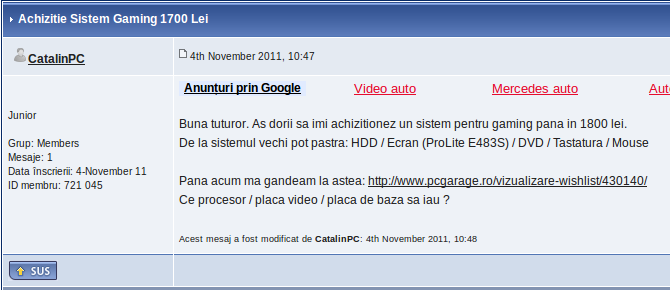 Achizitie Sistem Gaming 1700 Lei
CatalinPC
4th November 2011, 10:47
Anunțuri prin Google Video auto Mercedes auto Aut
Junior
Grup: Members
Mesaje: 1
Data înscrierii: 4-November 11
ID membru: 721 045
Buna tuturor. As dorii sa imi achizitionez un sistem pentru gaming pana in 1800 lei.
De la sistemul vechi pot pastra: HDD / Ecran (ProLite E483S) / DVD / Tastatura / Mouse
Pana acum ma gandeam la astea: http://www.pcgarage.ro/vizualizare-wishlist/430140/
Ce procesor / placa video / placa de baza sa iau ?
Acest mesaj a fost modificat de CatalinPC: 4th November 2011, 10:48
SUS